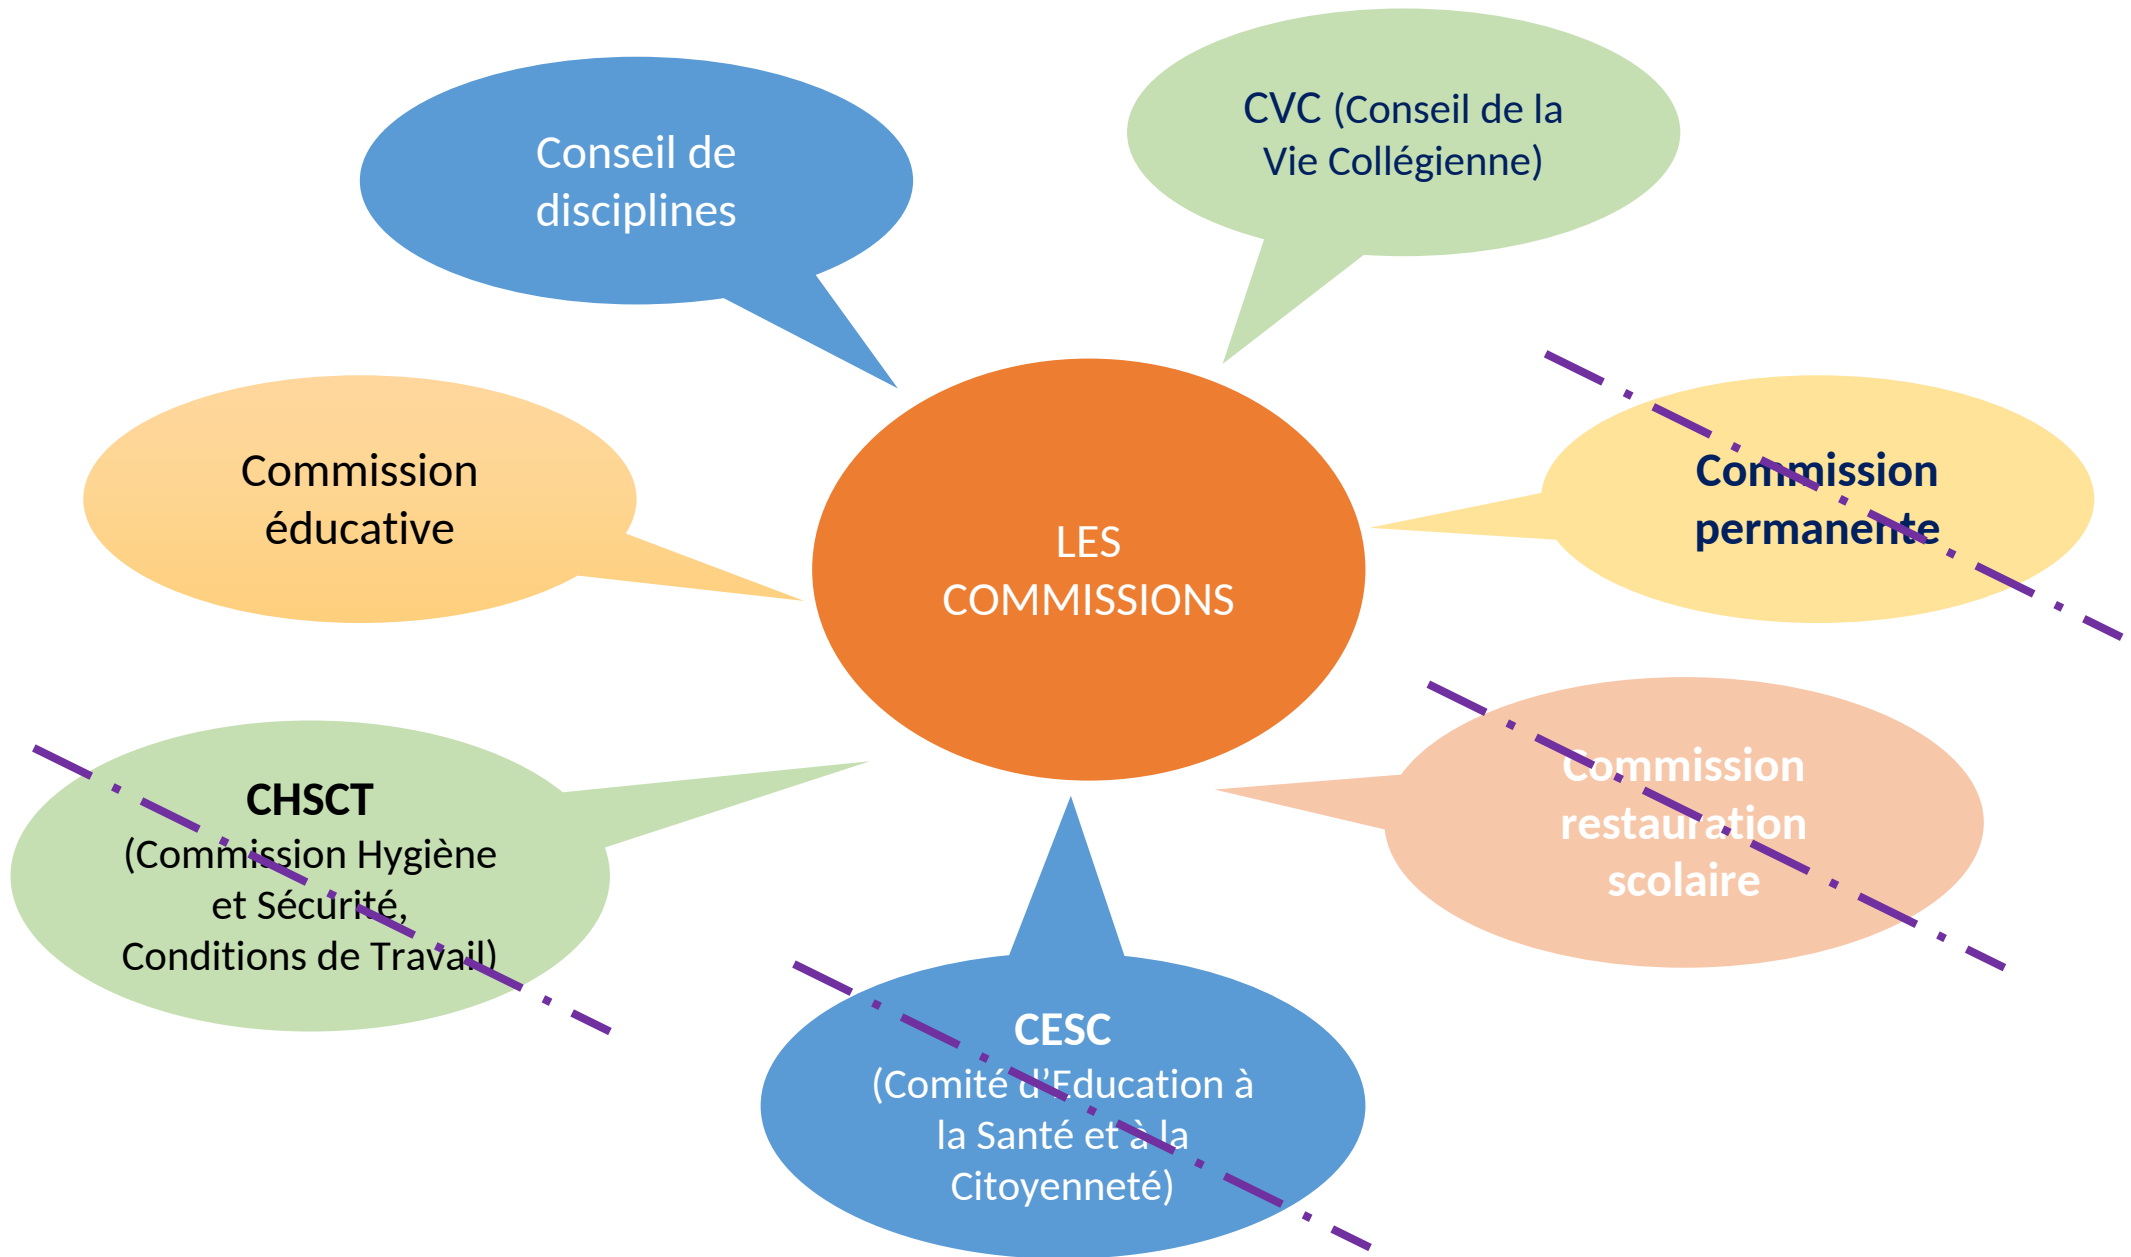 CVC (Conseil de la
Vie Collégienne)
Conseil de
disciplines
Commission
éducative
Commission
permanente
LES
COMMISSIONS
Commission
restauration
scolaire
CHSCT
(Commission Hygiène
et Sécurité,
Conditions de Travail)
CESC
(Comité d’Education à
la Santé et à la
Citoyenneté)